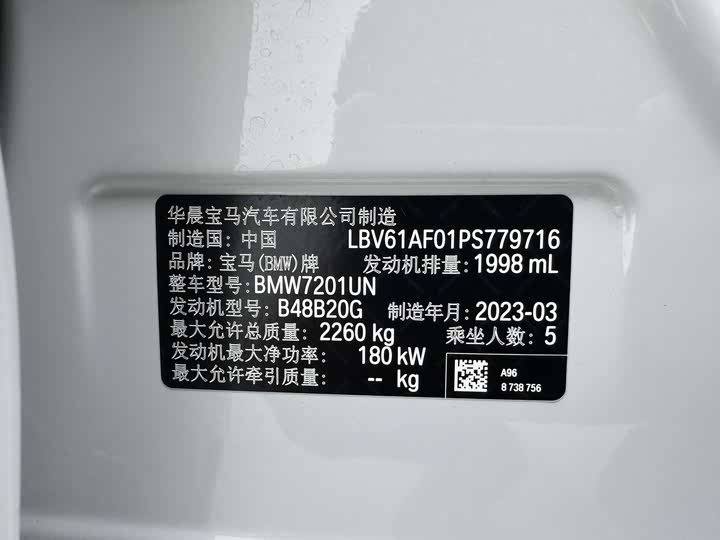 华晨宝马汽车有限公司制造
制造国: 中国 LBV61AF01PS779716
品牌: 宝马(BMW)牌 发动机排量: 1998 mL
整车型号: BMW7201UN
发动机型号: B48B20G 制造年月: 2023-03
最大允许总质量: 2260 kg 乘坐人数: 5
发动机最大净功率: 180 kW
最大允许牵引质量: -- kg
A96
8 738 756